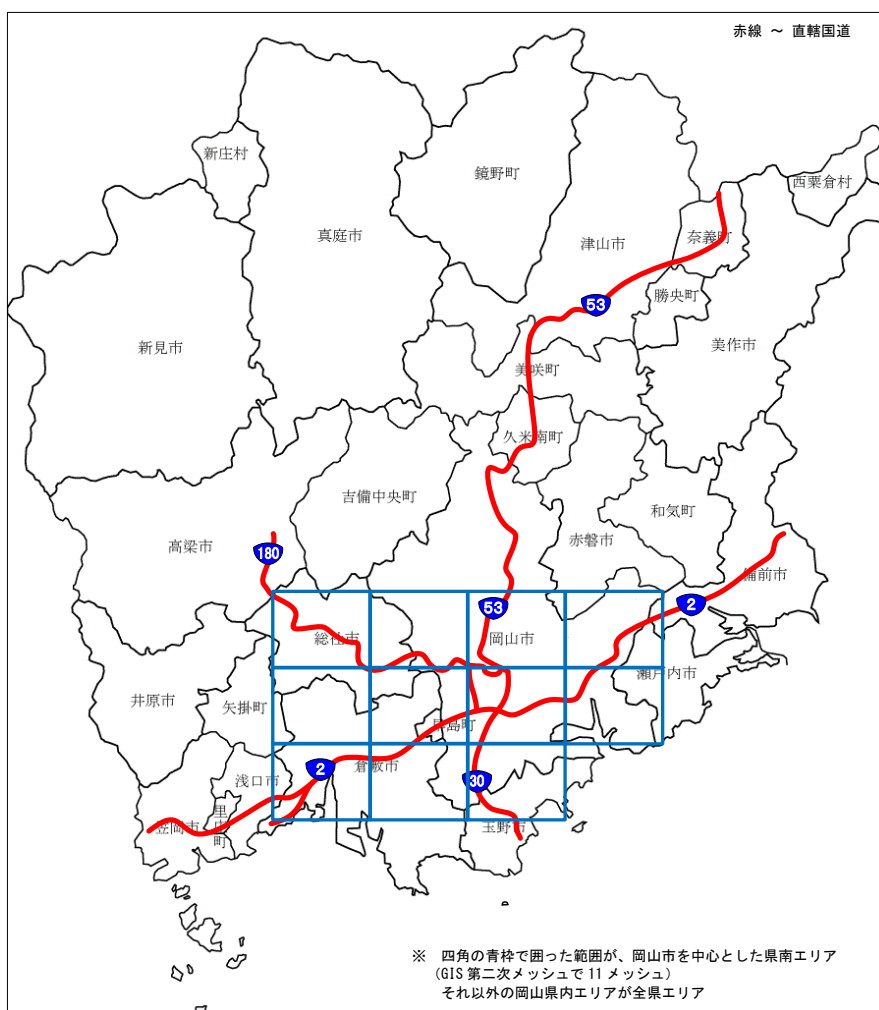 赤線 ～ 直轄国道
新庄村
鏡野町
西粟倉村
真庭市
津山市
奈義町
勝央町
53
新見市
美作市
美咲町
久米南町
吉備中央町
和気町
高梁市
180
赤磐市
備前市
53
2
総社市
岡山市
瀬戸内市
井原市
矢掛町
早島町
倉敷市
2
30
浅口市
里庄町
笠岡市
玉野市
※ 四角の青枠で囲った範囲が、岡山市を中心とした県南エリア
（GIS 第二次メッシュで 11 メッシュ）
それ以外の岡山県内エリアが全県エリア